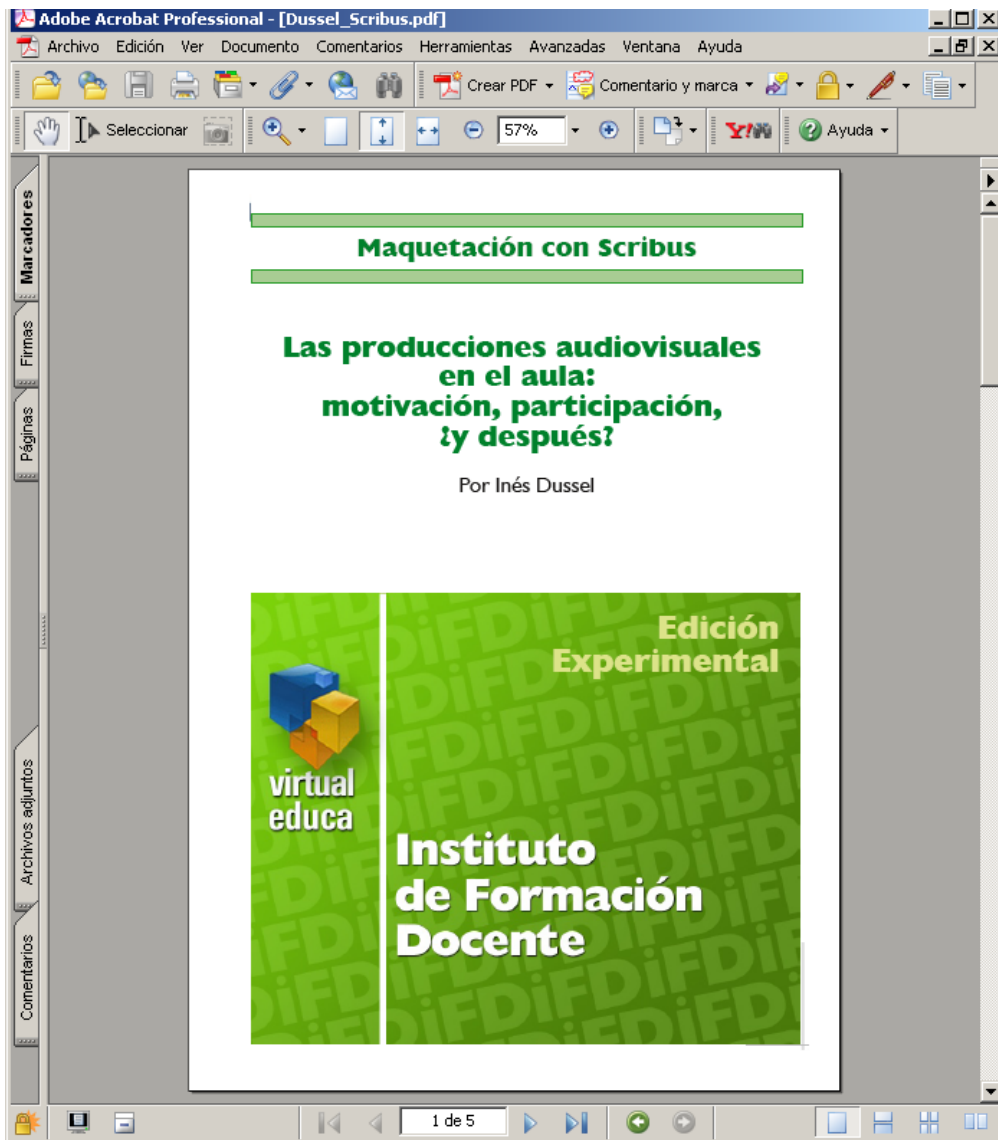 Adobe Acrobat Professional - [Dussel_Scribus.pdf]
Archivo Edición Ver Documento Comentarios Herramientas Avanzadas Ventana Ayuda
Crear PDF Comentario y marca
Seleccionar 57% Y! Ayuda
Marcadores
Firmas
Páginas
Archivos adjuntos
Comentarios
Maquetación con Scribus
Las producciones audiovisuales
en el aula:
motivación, participación,
¿y después?
Por Inés Dussel
Edición
Experimental
virtual
educa
Instituto
de Formación
Docente
1 de 5